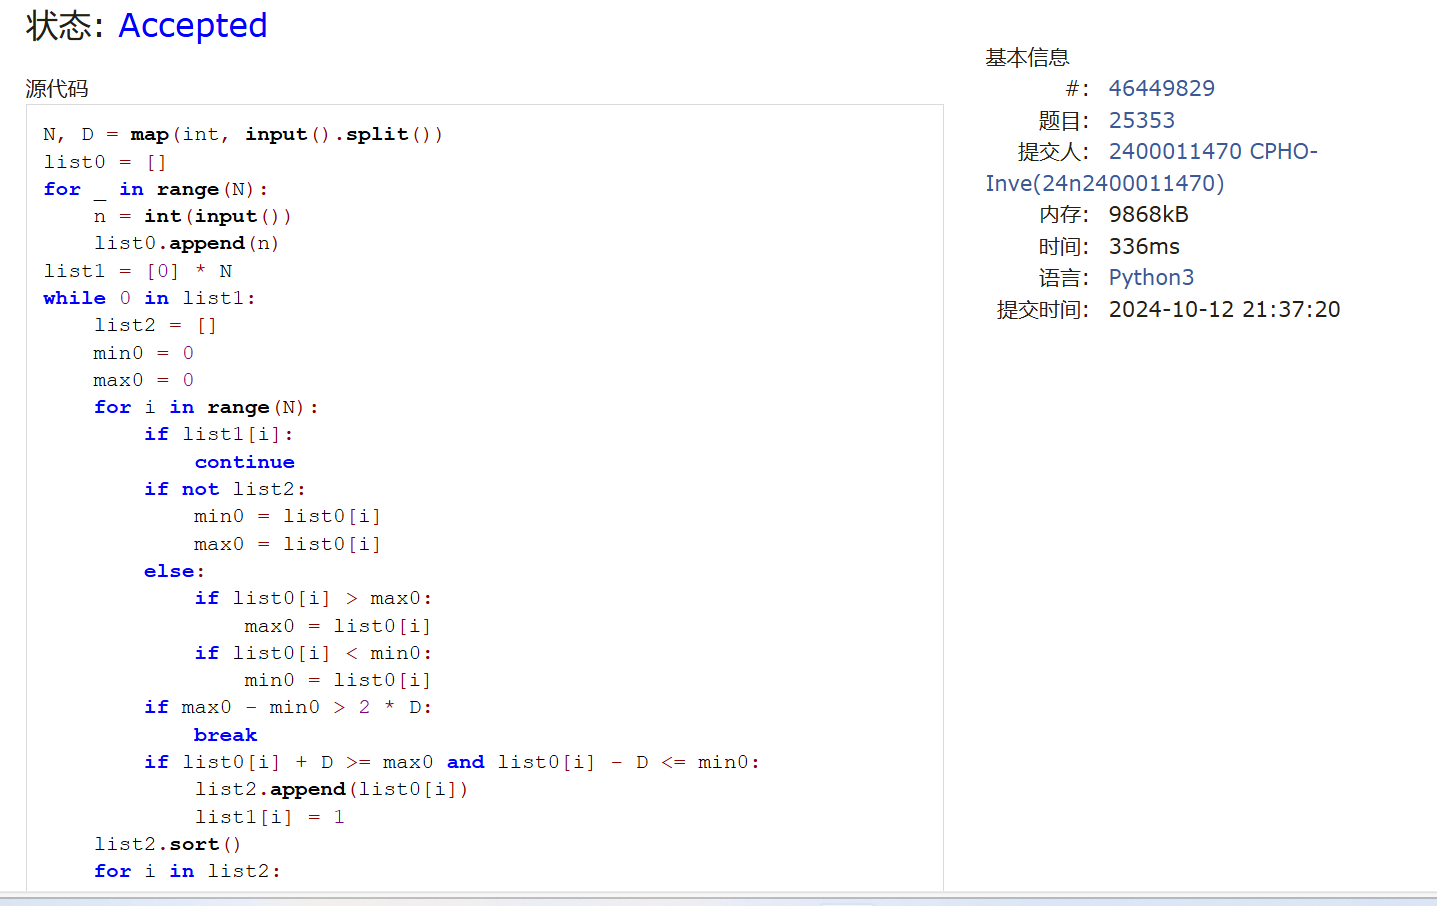 状态: Accepted
源代码
N, D = map(int, input().split())
list0 = []
for _ in range(N):
    n = int(input())
    list0.append(n)
list1 = [0] * N
while 0 in list1:
    list2 = []
    min0 = 0
    max0 = 0
    for i in range(N):
        if list1[i]:
            continue
        if not list2:
            min0 = list0[i]
            max0 = list0[i]
        else:
            if list0[i] > max0:
                max0 = list0[i]
            if list0[i] < min0:
                min0 = list0[i]
        if max0 - min0 > 2 * D:
            break
        if list0[i] + D >= max0 and list0[i] - D <= min0:
            list2.append(list0[i])
            list1[i] = 1
    list2.sort()
    for i in list2:
基本信息
#: 46449829
题目: 25353
提交人: 2400011470 CPHO-
Inve(24n2400011470)
内存: 9868kB
时间: 336ms
语言: Python3
提交时间: 2024-10-12 21:37:20